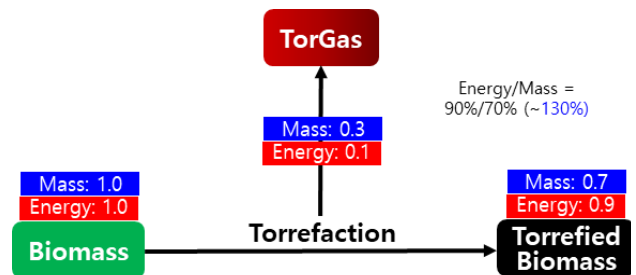 TorGas
Energy/Mass =
90%/70% (~130%)
Mass: 0.3
Energy: 0.1
Mass: 1.0
Energy: 1.0
Mass: 0.7
Energy: 0.9
Biomass
Torrefaction
Torrefied
Biomass